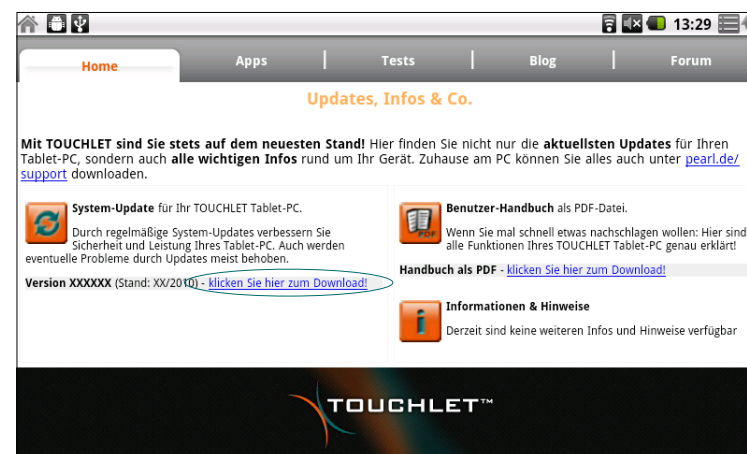 13:29
Home
Apps
Tests
Blog
Forum
Updates, Infos & Co.
Mit TOUCHLET sind Sie stets auf dem neuesten Stand! Hier finden Sie nicht nur die aktuellsten Updates für Ihren
Tablet-PC, sondern auch alle wichtigen Infos rund um Ihr Gerät. Zuhause am PC können Sie alles auch unter pearl.de/
support downloaden.
System-Update für Ihr TOUCHLET Tablet-PC.
Durch regelmäßige System-Updates verbessern Sie
Sicherheit und Leistung Ihres Tablet-PC. Auch werden
eventuelle Probleme durch Updates meist behoben.
Version XXXXXX (Stand: XX/2010) - klicken Sie hier zum Download!
PDF
Benutzer-Handbuch als PDF-Datei.
Wenn Sie mal schnell etwas nachschlagen wollen: Hier sind
alle Funktionen Ihres TOUCHLET Tablet-PC genau erklärt!
Handbuch als PDF - klicken Sie hier zum Download!
i
Informationen & Hinweise
Derzeit sind keine weiteren Infos und Hinweise verfügbar
TOUCHLET™